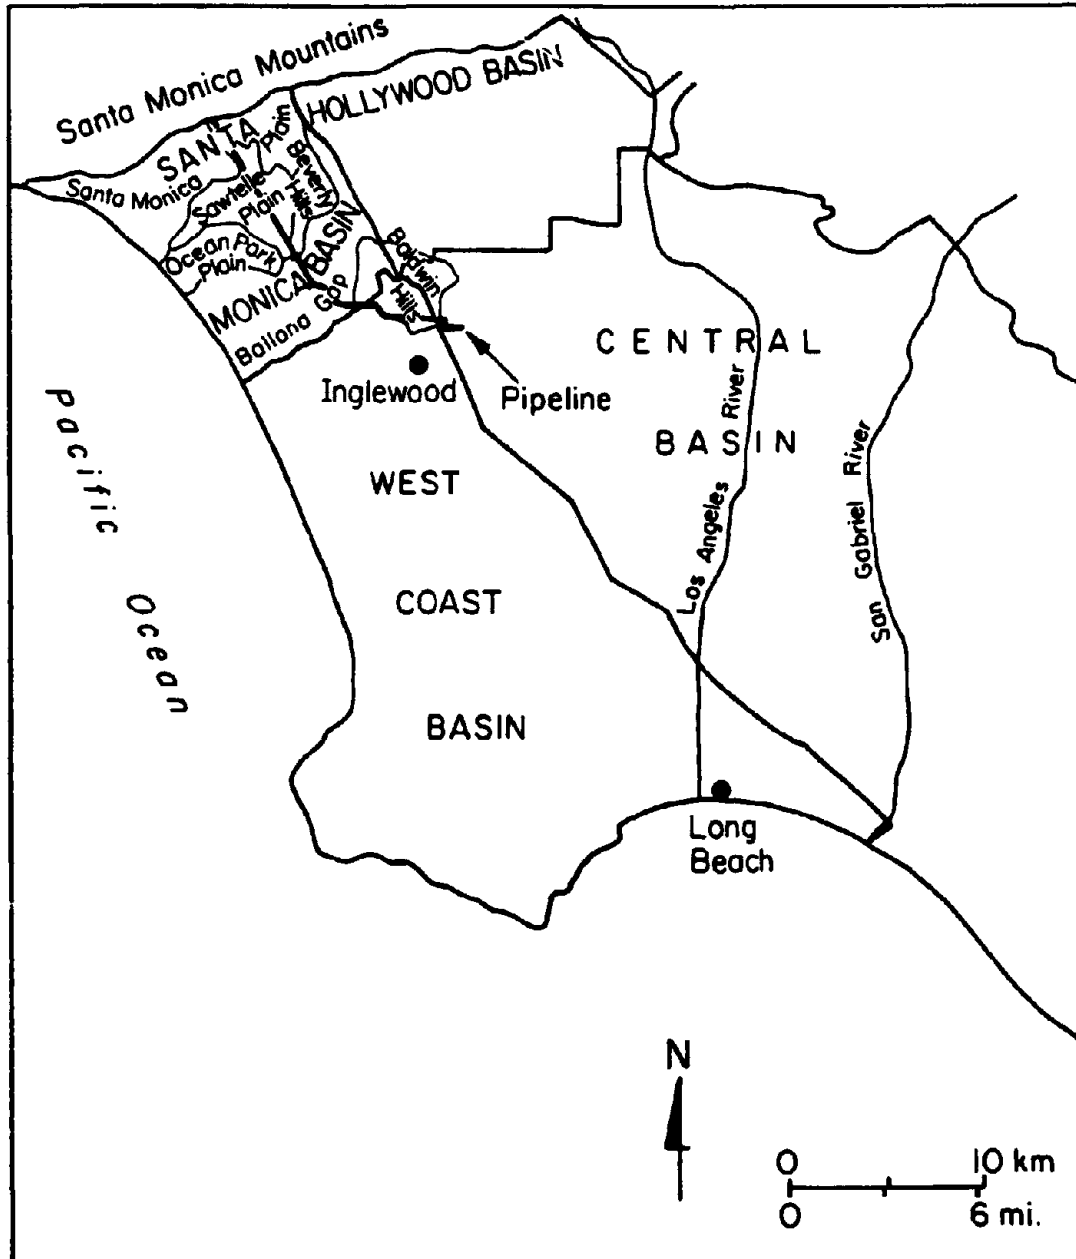 Santa Monica Mountains
HOLLYWOOD BASIN
SANTA
MONICA BASIN
Santa Monica Plain
Sawtelle
Plain
Beverly
Hills
Ocean Park
Plain
Ballona Gap
Baldwin
Hills
Inglewood
Pipeline
CENTRAL
BASIN
Los Angeles River
San Gabriel River
WEST
COAST
BASIN
Pacific Ocean
Long
Beach
N
0 10 km
0 6 mi.